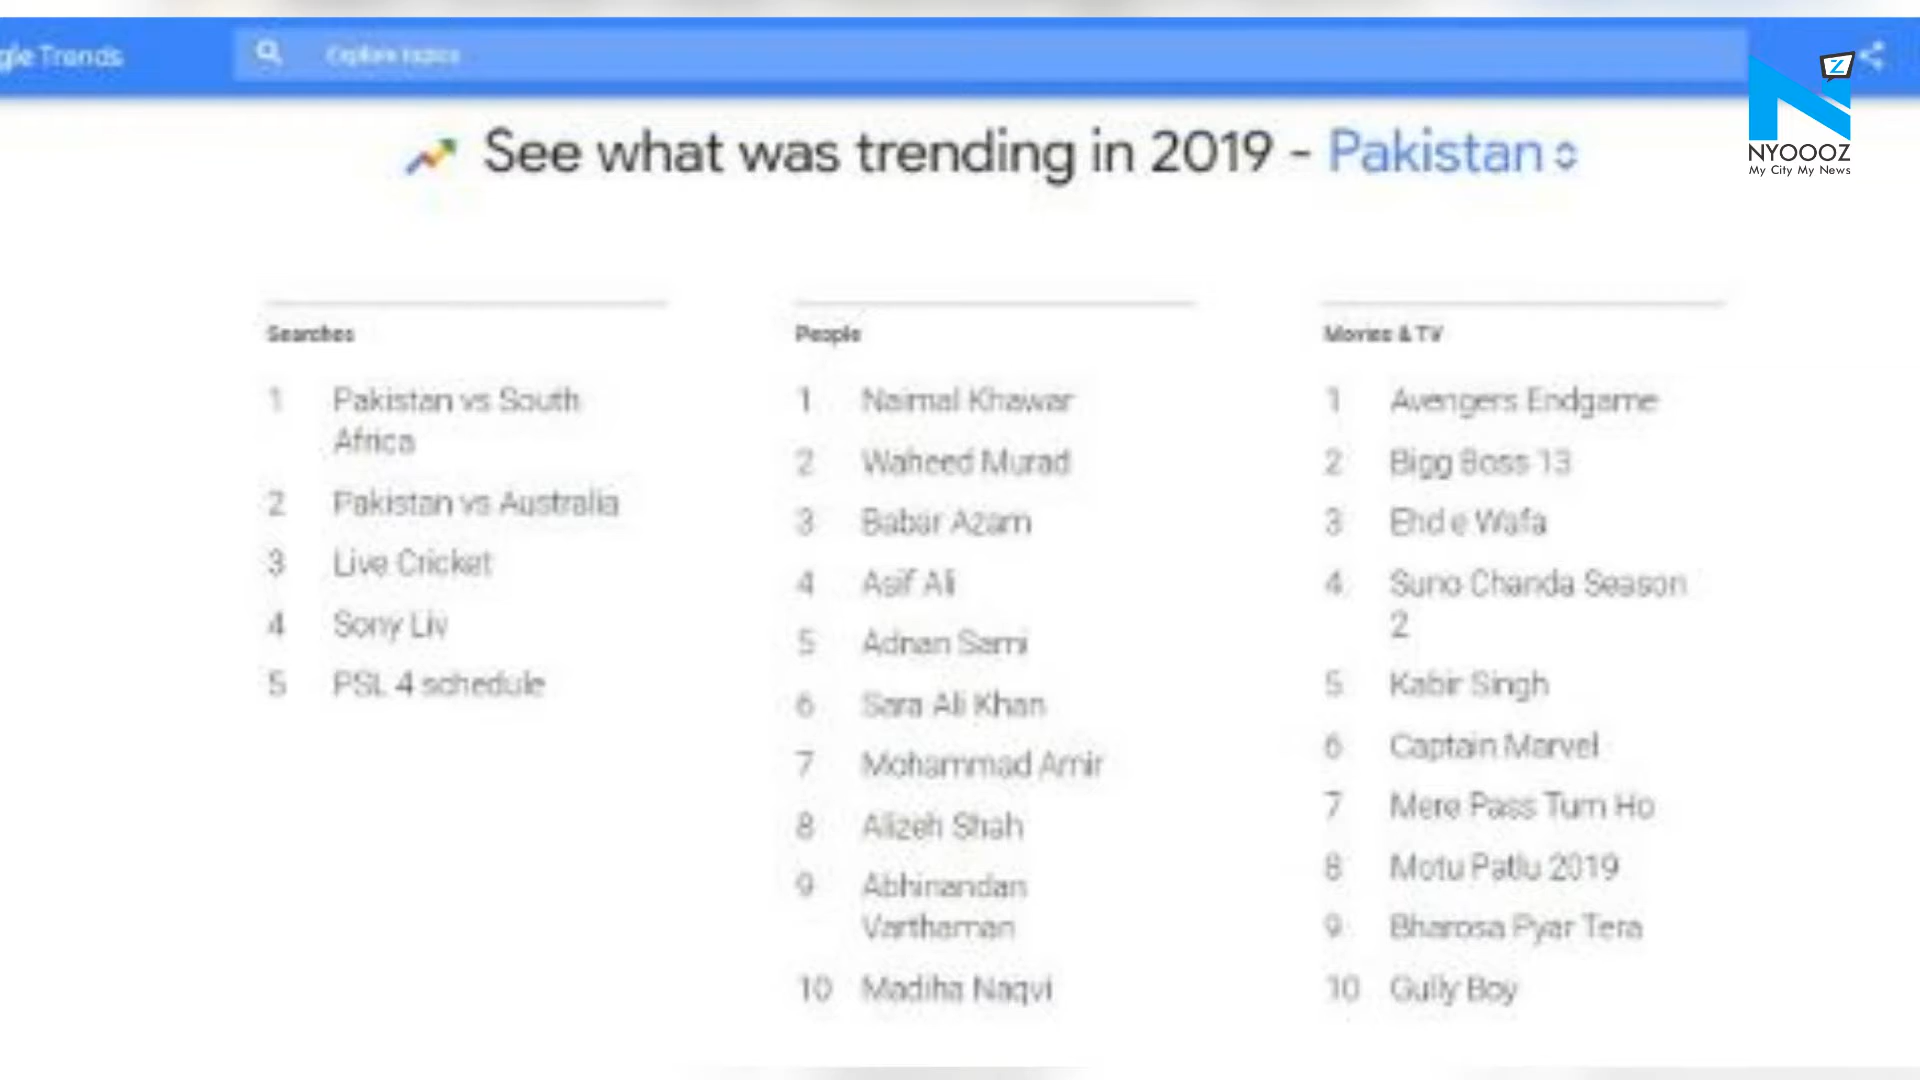 gle Trends
Explore topics
Z
NYOOOZ
My City My News
See what was trending in 2019 - Pakistan
Searches
1 Pakistan vs South
Africa
2 Pakistan vs Australia
3 Live Cricket
4 Sony Liv
5 PSL 4 schedule
People
1 Naimal Khawar
2 Waheed Murad
3 Babar Azam
4 Asif Ali
5 Adnan Sami
6 Sara Ali Khan
7 Mohammad Amir
8 Alizeh Shah
9 Abhinandan
Varthaman
10 Madiha Naqvi
Movies & TV
1 Avengers Endgame
2 Bigg Boss 13
3 Ehd e Wafa
4 Suno Chanda Season
2
5 Kabir Singh
6 Captain Marvel
7 Mere Pass Tum Ho
8 Motu Patlu 2019
9 Bharosa Pyar Tera
10 Gully Boy